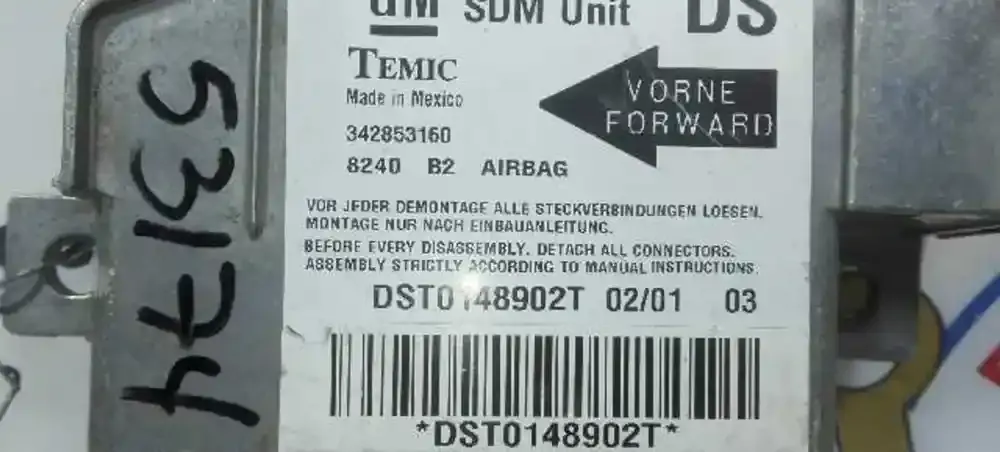 GM SDM Unit DS
TEMIC
Made in Mexico
VORNE
FORWARD
342853160
8240 B2 AIRBAG
VOR JEDER DEMONTAGE ALLE STECKVERBINDUNGEN LOESEN.
MONTAGE NUR NACH EINBAUANLEITUNG.
BEFORE EVERY DISASSEMBLY. DETACH ALL CONNECTORS.
ASSEMBLY STRICTLY ACCORDING TO MANUAL INSTRUCTIONS.
DST0148902T 02/01 03
*DST0148902T*
53174